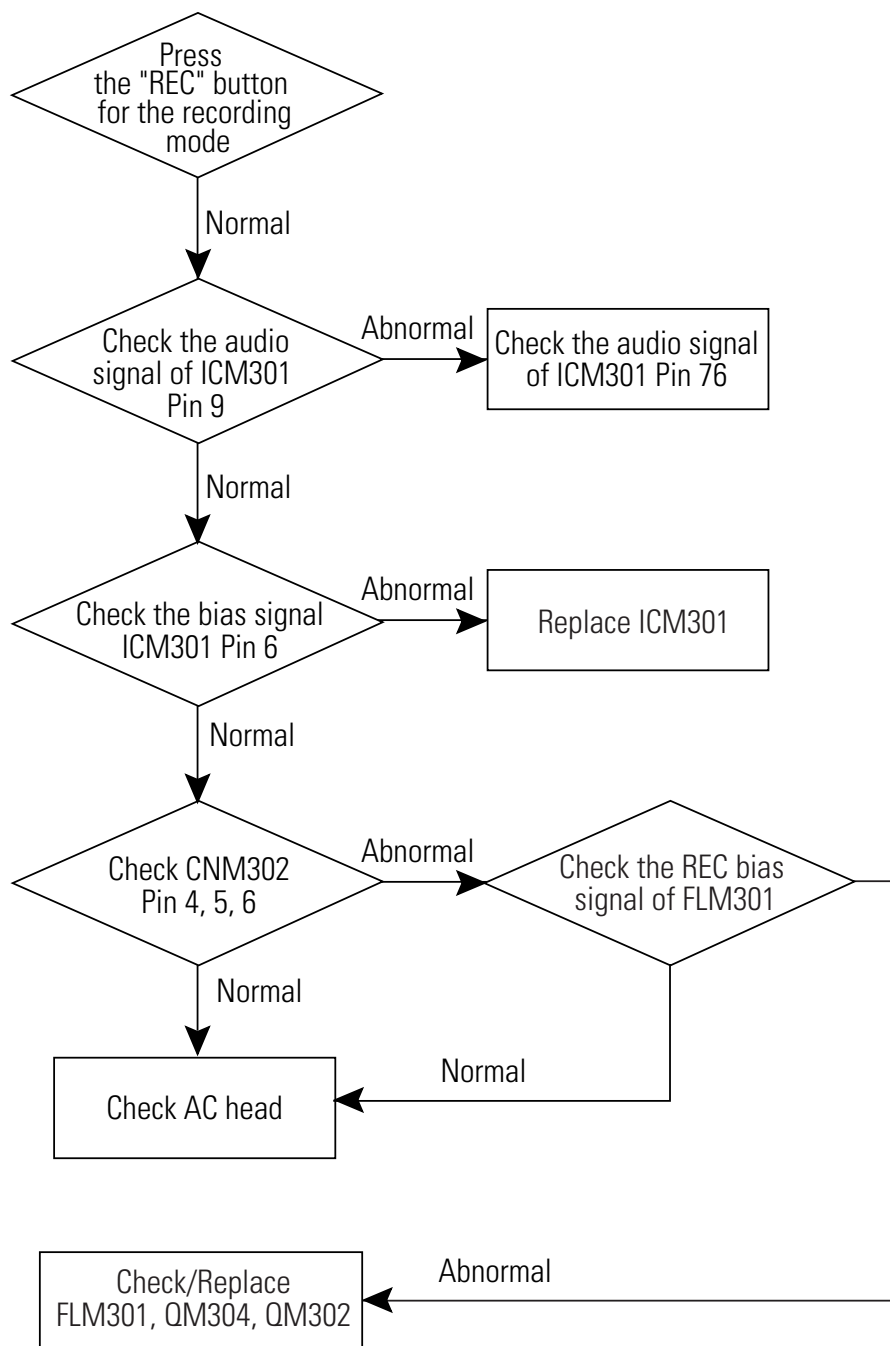 Press
the "REC" button
for the recording
mode
Normal
Check the audio
signal of ICM301
Pin 9
Abnormal
Check the audio signal
of ICM301 Pin 76
Normal
Check the bias signal
ICM301 Pin 6
Abnormal
Replace ICM301
Normal
Check CNM302
Pin 4, 5, 6
Abnormal
Check the REC bias
signal of FLM301
Normal
Normal
Check AC head
Abnormal
Check/Replace
FLM301, QM304, QM302